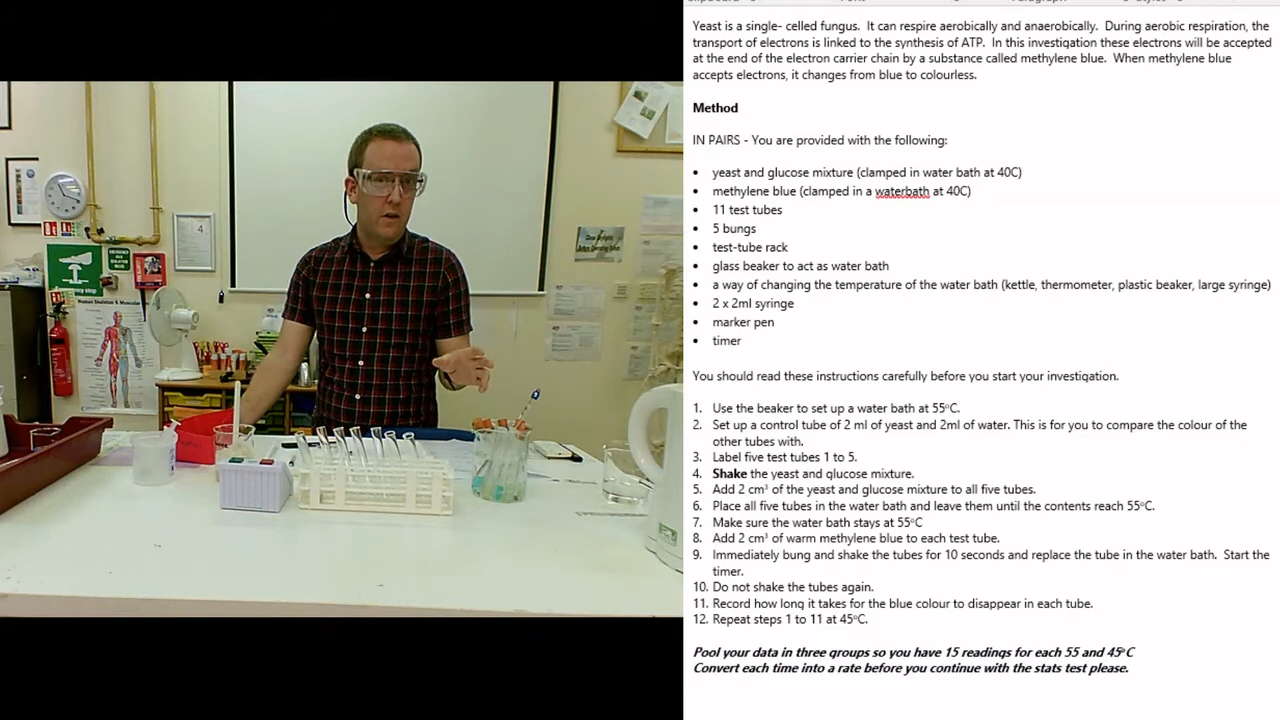 Yeast is a single- celled fungus. It can respire aerobically and anaerobically. During aerobic respiration, the
transport of electrons is linked to the synthesis of ATP. In this investigation these electrons will be accepted
at the end of the electron carrier chain by a substance called methylene blue. When methylene blue
accepts electrons, it changes from blue to colourless.
Method
IN PAIRS - You are provided with the following:
• yeast and glucose mixture (clamped in water bath at 40C)
• methylene blue (clamped in a waterbath at 40C)
• 11 test tubes
• 5 bungs
• test-tube rack
• glass beaker to act as water bath
• a way of changing the temperature of the water bath (kettle, thermometer, plastic beaker, large syringe)
• 2 x 2ml syringe
• marker pen
• timer
You should read these instructions carefully before you start your investigation.
1. Use the beaker to set up a water bath at 55°C.
2. Set up a control tube of 2 ml of yeast and 2ml of water. This is for you to compare the colour of the
other tubes with.
3. Label five test tubes 1 to 5.
4. Shake the yeast and glucose mixture.
5. Add 2 cm³ of the yeast and glucose mixture to all five tubes.
6. Place all five tubes in the water bath and leave them until the contents reach 55°C.
7. Make sure the water bath stays at 55°C
8. Add 2 cm³ of warm methylene blue to each test tube.
9. Immediately bung and shake the tubes for 10 seconds and replace the tube in the water bath. Start the
timer.
10. Do not shake the tubes again.
11. Record how long it takes for the blue colour to disappear in each tube.
12. Repeat steps 1 to 11 at 45°C.
Pool your data in three groups so you have 15 readings for each 55 and 45°C
Convert each time into a rate before you continue with the stats test please.
4
Human Skeleton & Muscular